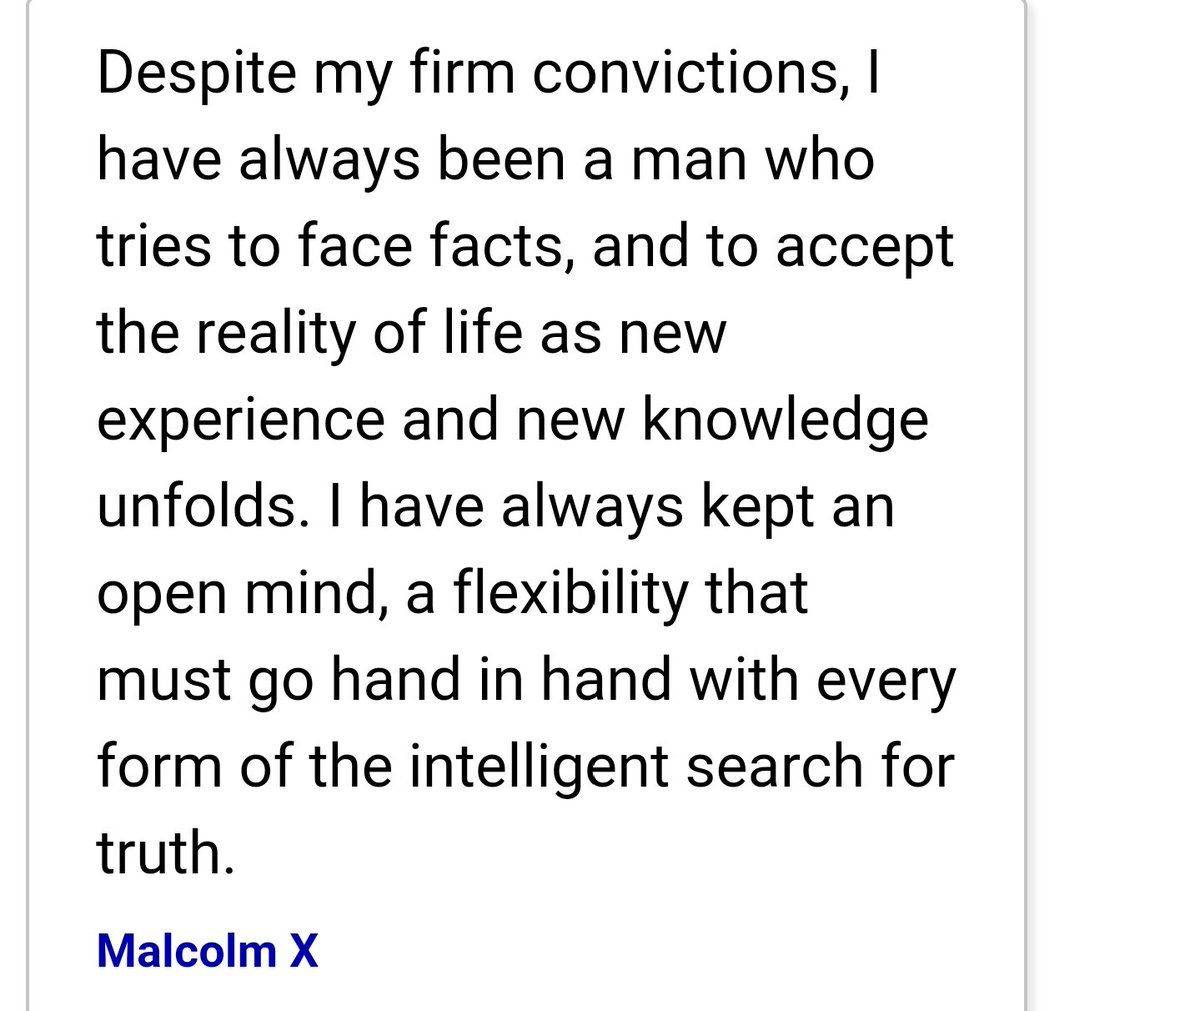 Despite my firm convictions, I
have always been a man who
tries to face facts, and to accept
the reality of life as new
experience and new knowledge
unfolds. I have always kept an
open mind, a flexibility that
must go hand in hand with every
form of the intelligent search for
truth.
Malcolm X